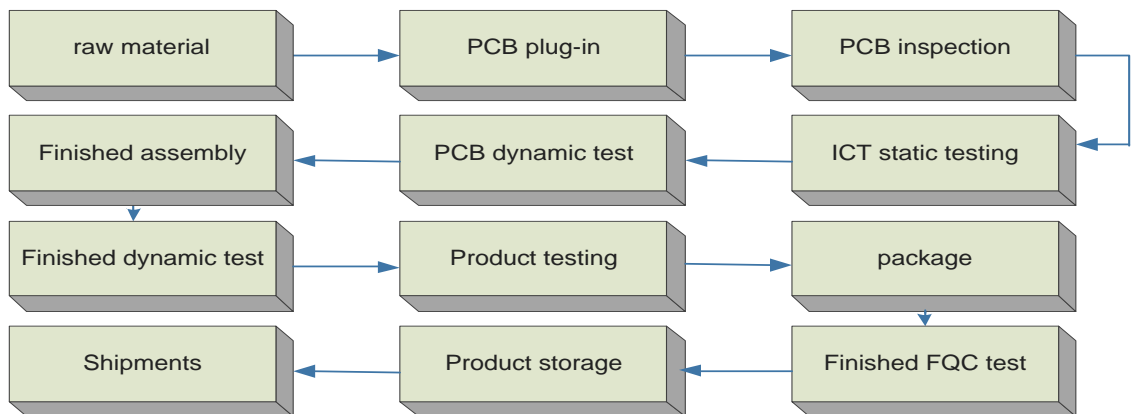 raw material
PCB plug-in
PCB inspection
Finished assembly
PCB dynamic test
ICT static testing
Finished dynamic test
Product testing
package
Shipments
Product storage
Finished FQC test